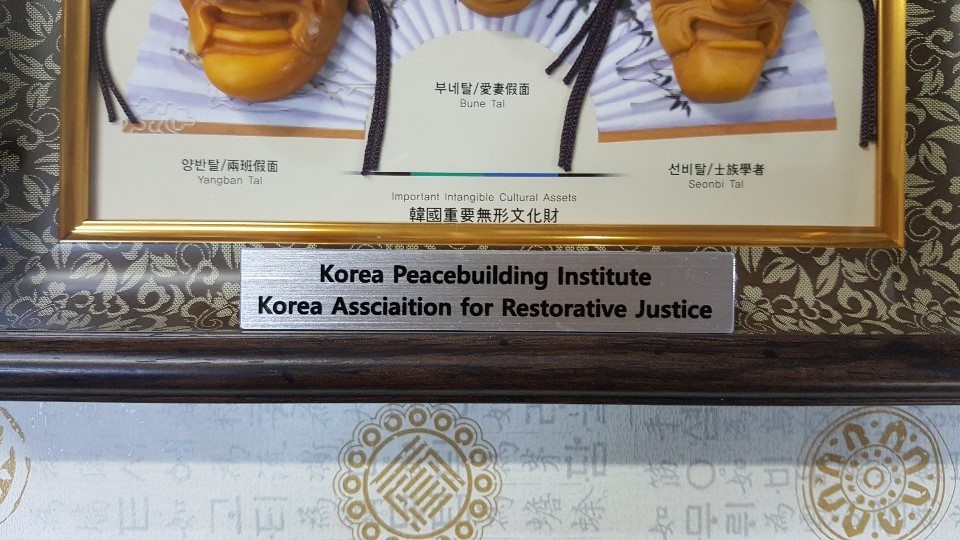 부네탈/愛妻假面
Bune Tal
양반탈/兩班假面
Yangban Tal
선비탈/士族學者
Seonbi Tal
Important Intangible Cultural Assets
韓國重要無形文化財
Korea Peacebuilding Institute
Korea Assciaition for Restorative Justice